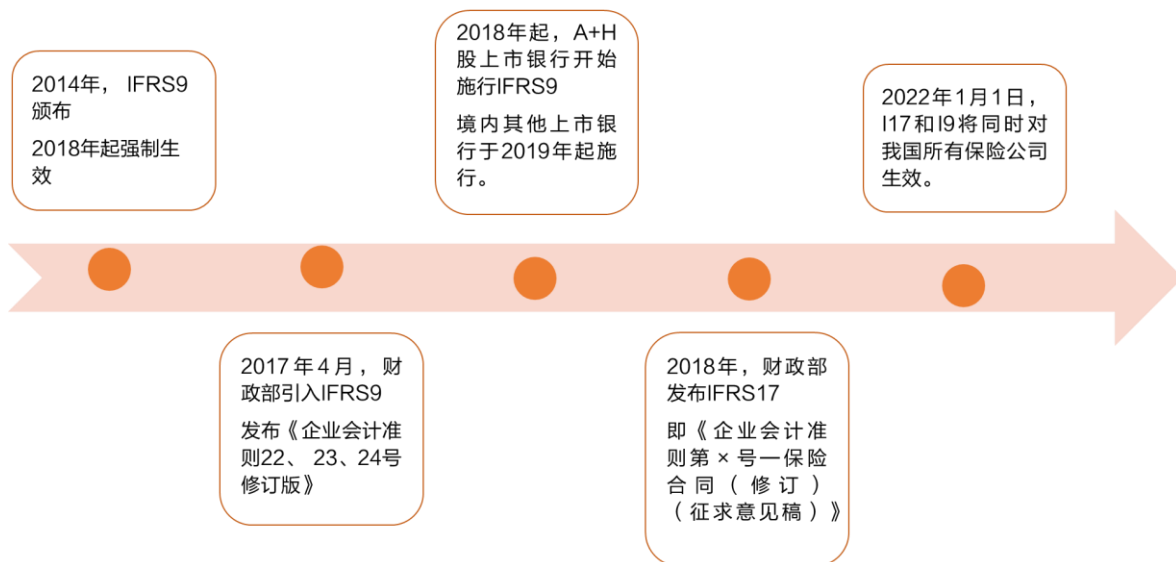 2014年， IFRS9
颁布
2018年起强制生
效
2017年4月，财
政部引入IFRS9
发布《企业会计准
则22、 23、24号
修订版》
2018年起，A+H
股上市银行开始
施行IFRS9
境内其他上市银
行于2019年起施
行。
2018年，财政部
发布IFRS17
即《企业会计准
则第×号一保险
合同（修订）
（征求意见稿）》
2022年1月1日，
I17和I9将同时对
我国所有保险公司
生效。